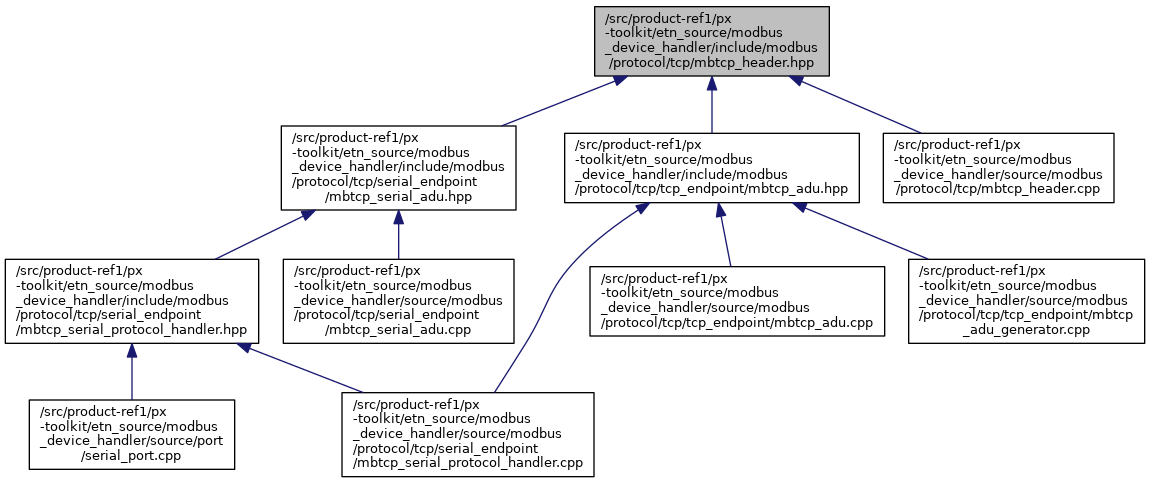 /src/product-ref1/px
-toolkit/etn_source/modbus
_device_handler/include/modbus
/protocol/tcp/mbtcp_header.hpp
/src/product-ref1/px
-toolkit/etn_source/modbus
_device_handler/include/modbus
/protocol/tcp/serial_endpoint
/mbtcp_serial_adu.hpp
/src/product-ref1/px
-toolkit/etn_source/modbus
_device_handler/include/modbus
/protocol/tcp/tcp_endpoint/mbtcp_adu.hpp
/src/product-ref1/px
-toolkit/etn_source/modbus
_device_handler/source/modbus
/protocol/tcp/mbtcp_header.cpp
/src/product-ref1/px
-toolkit/etn_source/modbus
_device_handler/include/modbus
/protocol/tcp/serial_endpoint
/mbtcp_serial_protocol_handler.hpp
/src/product-ref1/px
-toolkit/etn_source/modbus
_device_handler/source/modbus
/protocol/tcp/serial_endpoint
/mbtcp_serial_adu.cpp
/src/product-ref1/px
-toolkit/etn_source/modbus
_device_handler/source/modbus
/protocol/tcp/tcp_endpoint/mbtcp_adu.cpp
/src/product-ref1/px
-toolkit/etn_source/modbus
_device_handler/source/modbus
/protocol/tcp/tcp_endpoint/mbtcp
_adu_generator.cpp
/src/product-ref1/px
-toolkit/etn_source/modbus
_device_handler/source/port
/serial_port.cpp
/src/product-ref1/px
-toolkit/etn_source/modbus
_device_handler/source/modbus
/protocol/tcp/serial_endpoint
/mbtcp_serial_protocol_handler.cpp